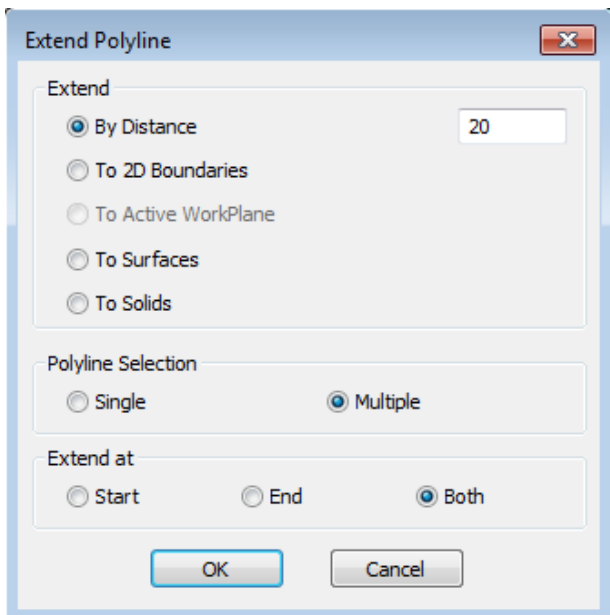 Extend Polyline
Extend
By Distance 20
To 2D Boundaries
To Active WorkPlane
To Surfaces
To Solids
Polyline Selection
Single Multiple
Extend at
Start End Both
OK Cancel